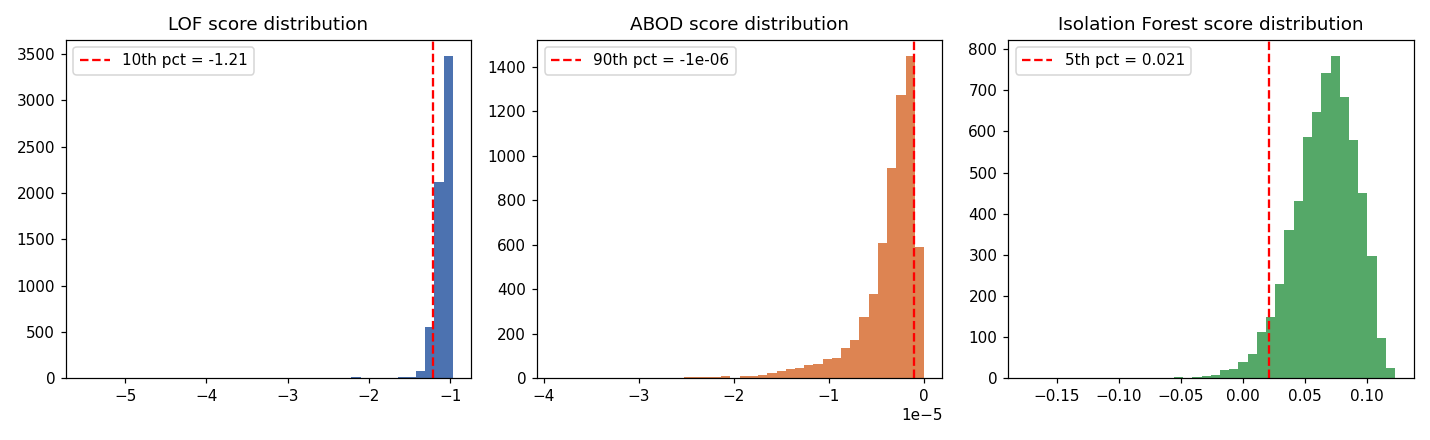 LOF score distribution
10th pct = -1.21
3500
3000
2500
2000
1500
1000
500
0
−5 −4 −3 −2 −1
ABOD score distribution
90th pct = -1e-06
1400
1200
1000
800
600
400
200
0
−4 −3 −2 −1 0
1e−5
Isolation Forest score distribution
5th pct = 0.021
800
700
600
500
400
300
200
100
0
−0.15 −0.10 −0.05 0.00 0.05 0.10